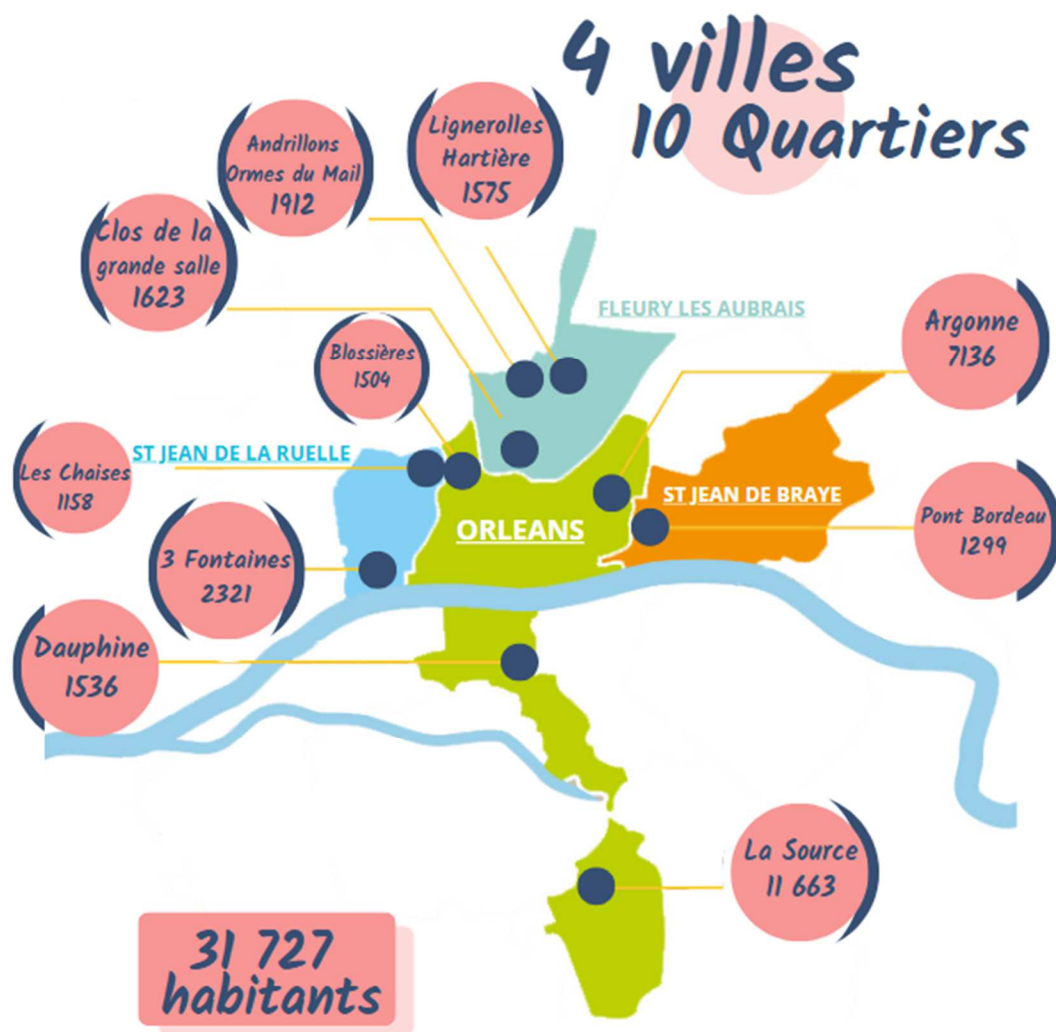 4 villes
10 Quartiers
Lignerolles
Hartière
1575
Andrillons
Ormes du Mail
1912
Clos de la
grande salle
1623
FLEURY LES AUBRAIS
Argonne
7136
Blossières
1504
ST JEAN DE LA RUELLE
Les Chaises
1158
ST JEAN DE BRAYE
ORLEANS
Pont Bordeau
1299
3 Fontaines
2321
Dauphine
1536
La Source
11 663
31 727
habitants